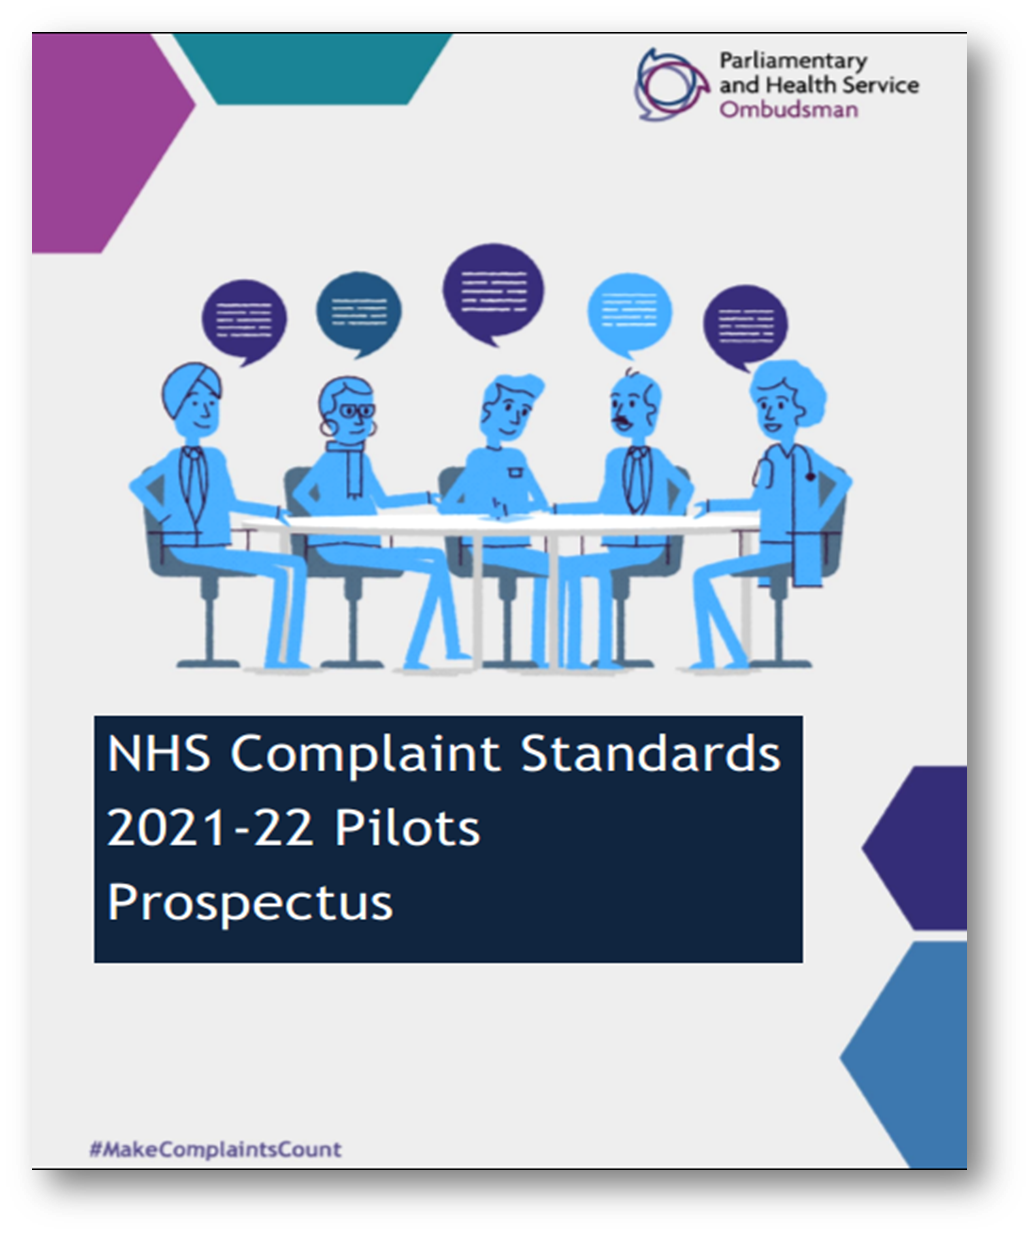 Parliamentary
and Health Service
Ombudsman
NHS Complaint Standards
2021-22 Pilots
Prospectus
#MakeComplaintsCount